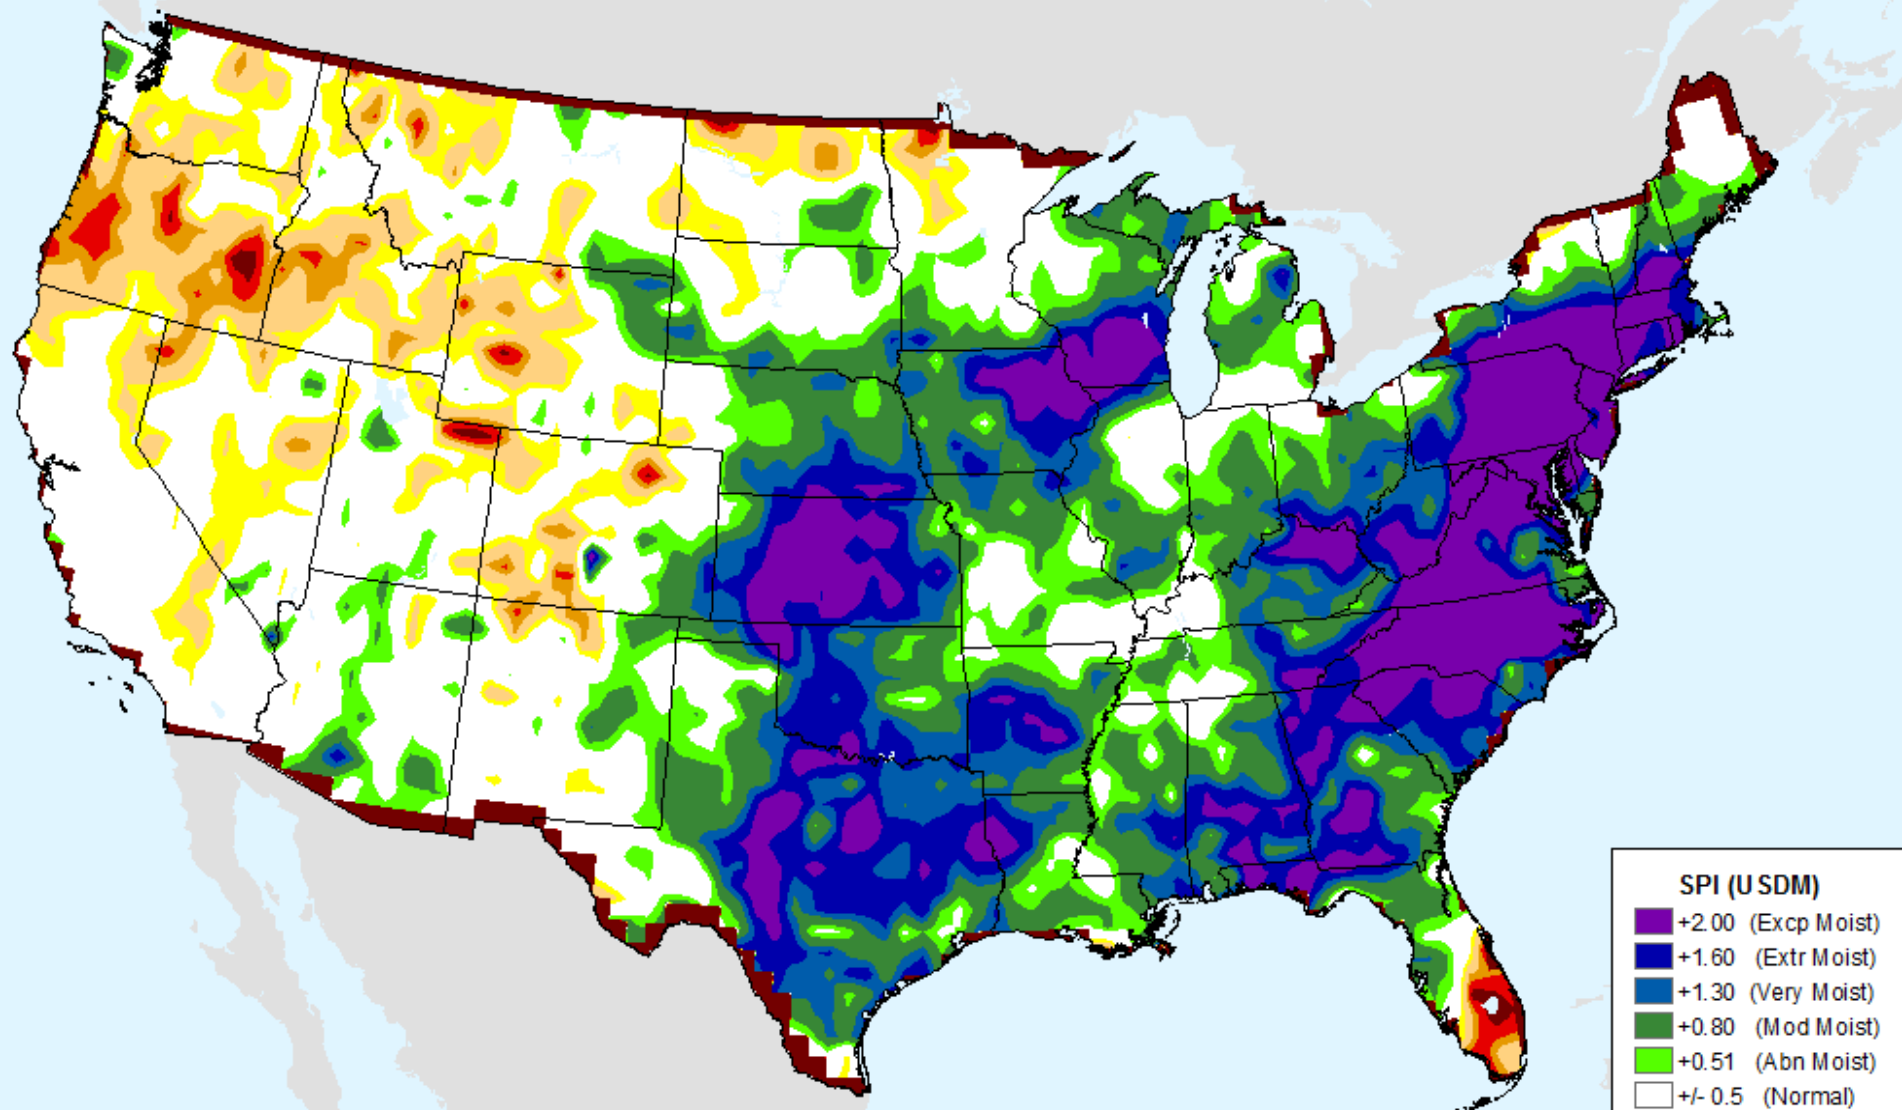 SPI (USDM)
+2.00 (Excp Moist)
+1.60 (Extr Moist)
+1.30 (Very Moist)
+0.80 (Mod Moist)
+0.51 (Abn Moist)
+/- 0.5 (Normal)